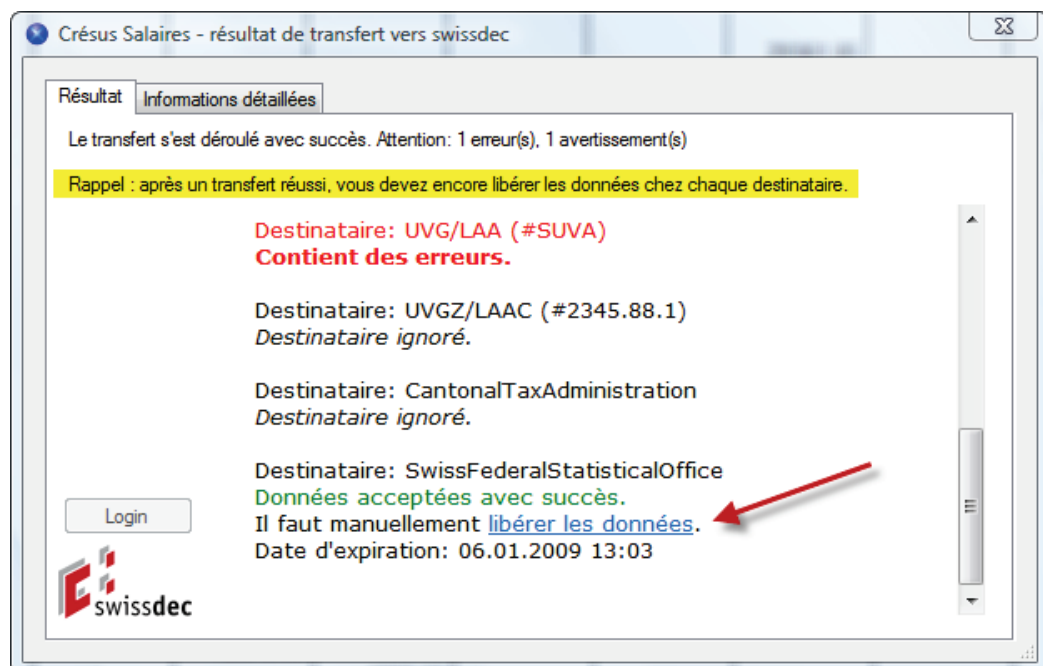 Crésus Salaires - résultat de transfert vers swissdec
Résultat
Informations détaillées
Le transfert s'est déroulé avec succès. Attention: 1 erreur(s), 1 avertissement(s)
Rappel : après un transfert réussi, vous devez encore libérer les données chez chaque destinataire.
Destinataire: UVG/LAA (#SUVA)
Contient des erreurs.
Destinataire: UVGZ/LAAC (#2345.88.1)
Destinataire ignoré.
Destinataire: CantonalTaxAdministration
Destinataire ignoré.
Destinataire: SwissFederalStatisticalOffice
Données acceptées avec succès.
Il faut manuellement libérer les données.
Date d'expiration: 06.01.2009 13:03
Login
swissdec